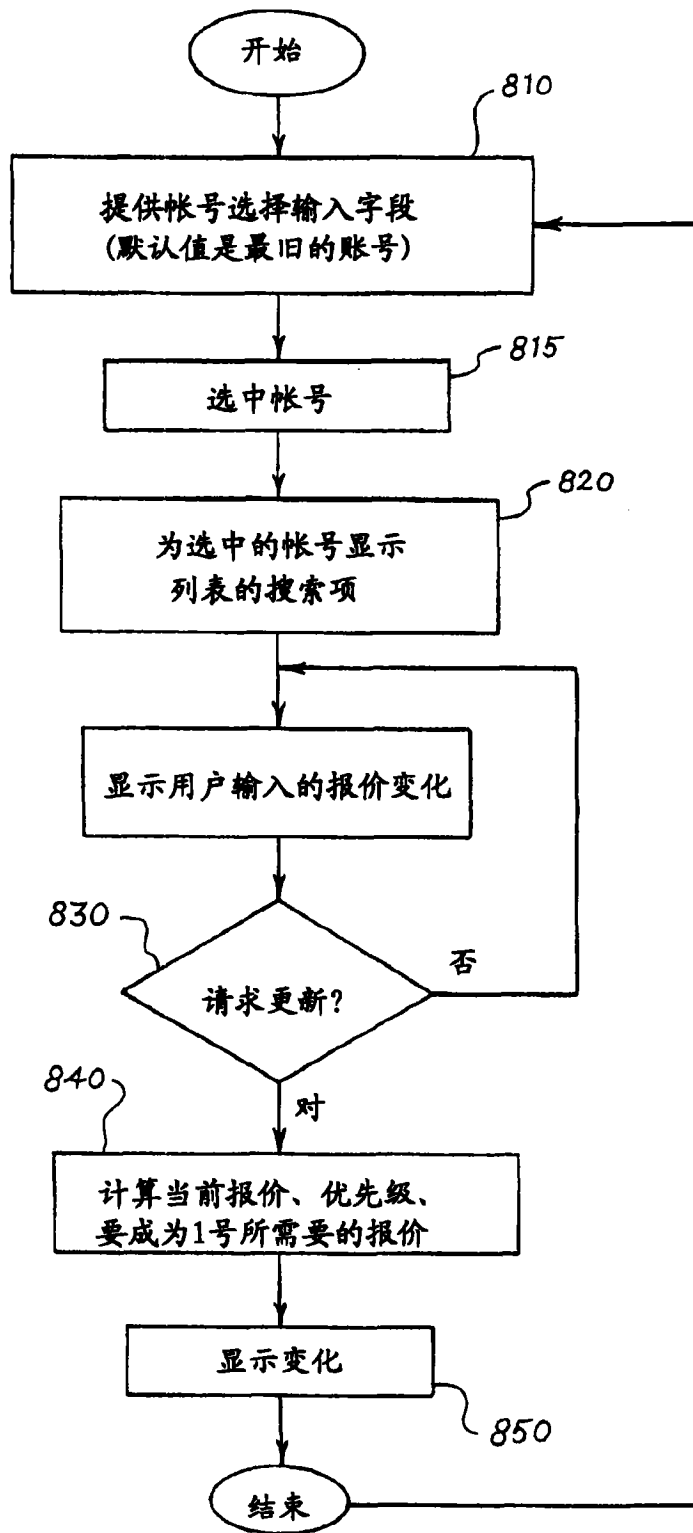 开始
810
提供帐号选择输入字段
(默认值是最旧的账号)
815
选中帐号
820
为选中的帐号显示
列表的搜索项
显示用户输入的报价变化
830
请求更新?
否
840
对
计算当前报价、优先级、
要成为1号所需要的报价
显示变化
850
结束